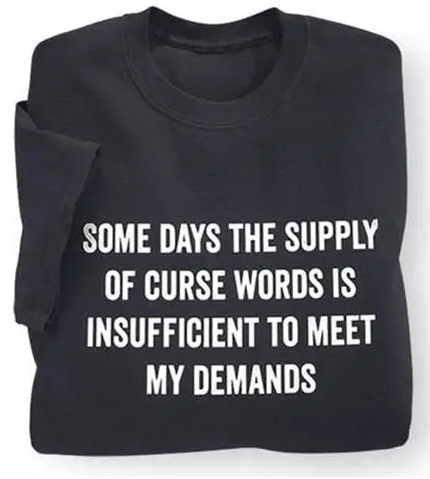 SOME DAYS THE SUPPLY
OF CURSE WORDS IS
INSUFFICIENT TO MEET
MY DEMANDS